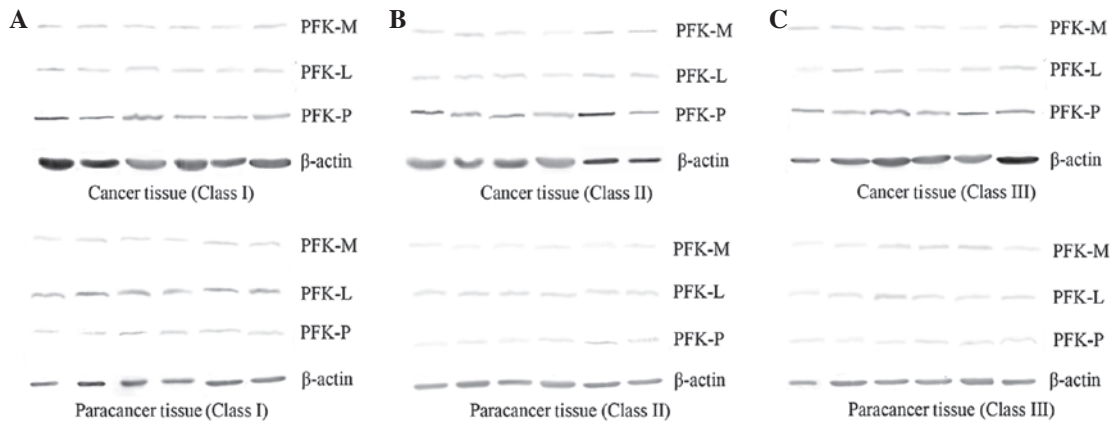 A
PFK-M
PFK-L
PFK-P
β-actin
Cancer tissue (Class I)
PFK-M
PFK-L
PFK-P
β-actin
Paracancer tissue (Class I)
B
PFK-M
PFK-L
PFK-P
β-actin
Cancer tissue (Class II)
PFK-M
PFK-L
PFK-P
β-actin
Paracancer tissue (Class II)
C
PFK-M
PFK-L
PFK-P
β-actin
Cancer tissue (Class III)
PFK-M
PFK-L
PFK-P
β-actin
Paracancer tissue (Class III)